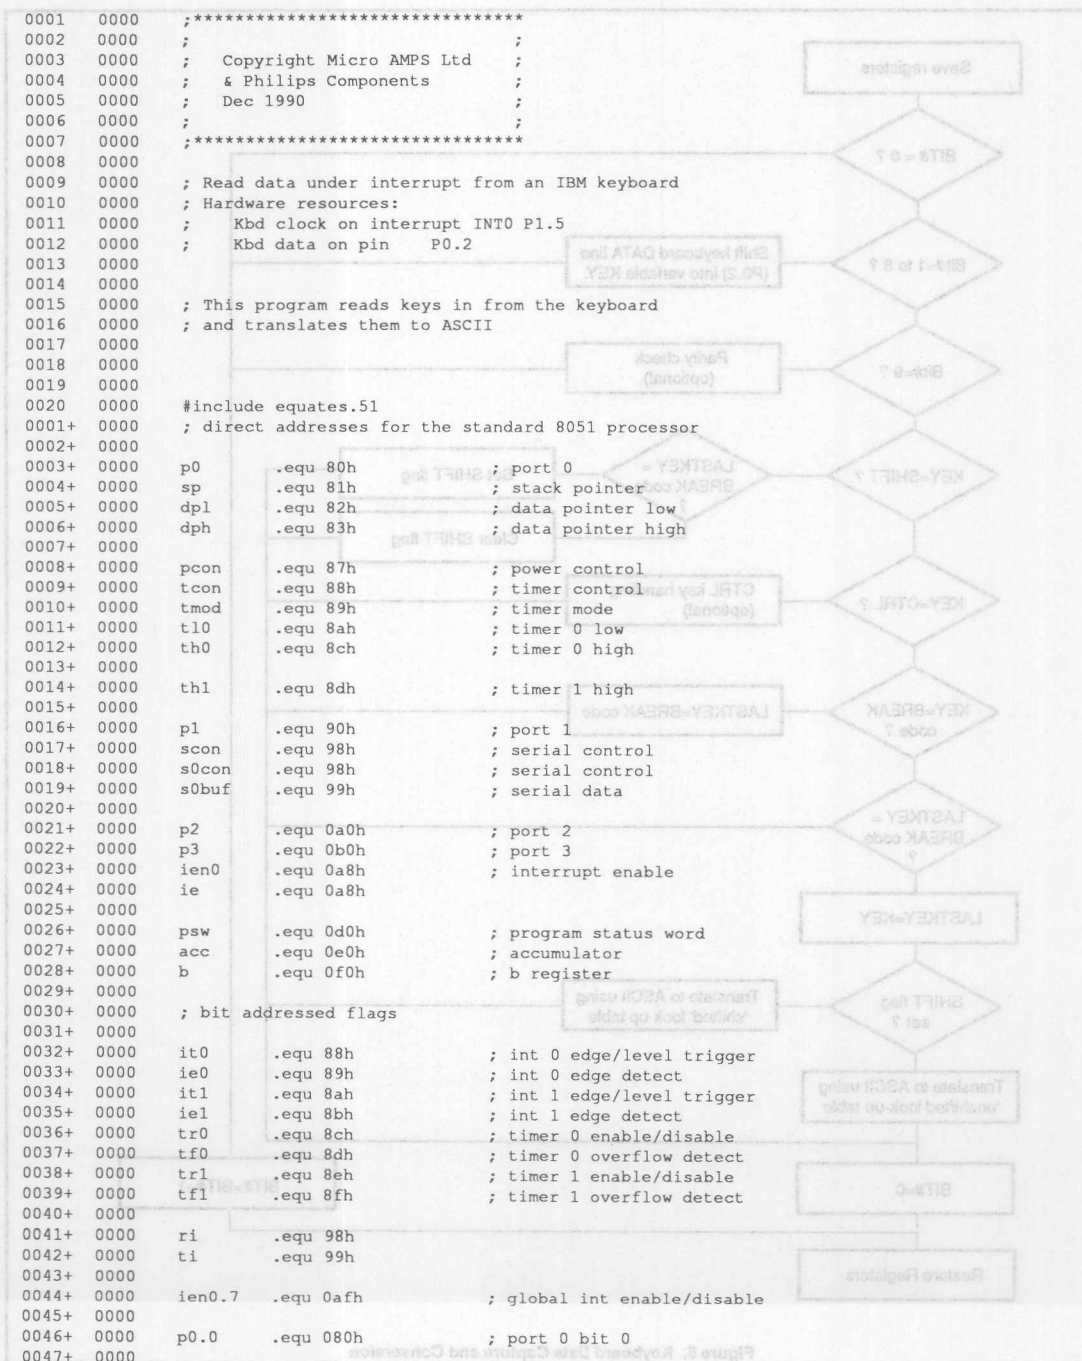 0001 0000 ;********************************
0002 0000 ; ;
0003 0000 ; Copyright Micro AMPS Ltd ;
0004 0000 ; & Philips Components ;
0005 0000 ; Dec 1990 ;
0006 0000 ; ;
0007 0000 ;********************************
0008 0000
0009 0000 ; Read data under interrupt from an IBM keyboard
0010 0000 ; Hardware resources:
0011 0000 ; Kbd clock on interrupt INT0 P1.5
0012 0000 ; Kbd data on pin P0.2
0013 0000
0014 0000
0015 0000 ; This program reads keys in from the keyboard
0016 0000 ; and translates them to ASCII
0017 0000
0018 0000
0019 0000
0020 0000 #include equates.51
0001+ 0000 ; direct addresses for the standard 8051 processor
0002+ 0000
0003+ 0000 p0 .equ 80h ; port 0
0004+ 0000 sp .equ 81h ; stack pointer
0005+ 0000 dpl .equ 82h ; data pointer low
0006+ 0000 dph .equ 83h ; data pointer high
0007+ 0000
0008+ 0000 pcon .equ 87h ; power control
0009+ 0000 tcon .equ 88h ; timer control
0010+ 0000 tmod .equ 89h ; timer mode
0011+ 0000 tl0 .equ 8ah ; timer 0 low
0012+ 0000 th0 .equ 8ch ; timer 0 high
0013+ 0000
0014+ 0000 th1 .equ 8dh ; timer 1 high
0015+ 0000
0016+ 0000 p1 .equ 90h ; port 1
0017+ 0000 scon .equ 98h ; serial control
0018+ 0000 s0con .equ 98h ; serial control
0019+ 0000 s0buf .equ 99h ; serial data
0020+ 0000
0021+ 0000 p2 .equ 0a0h ; port 2
0022+ 0000 p3 .equ 0b0h ; port 3
0023+ 0000 ien0 .equ 0a8h ; interrupt enable
0024+ 0000 ie .equ 0a8h
0025+ 0000
0026+ 0000 psw .equ 0d0h ; program status word
0027+ 0000 acc .equ 0e0h ; accumulator
0028+ 0000 b .equ 0f0h ; b register
0029+ 0000
0030+ 0000 ; bit addressed flags
0031+ 0000
0032+ 0000 it0 .equ 88h ; int 0 edge/level trigger
0033+ 0000 ie0 .equ 89h ; int 0 edge detect
0034+ 0000 it1 .equ 8ah ; int 1 edge/level trigger
0035+ 0000 ie1 .equ 8bh ; int 1 edge detect
0036+ 0000 tr0 .equ 8ch ; timer 0 enable/disable
0037+ 0000 tf0 .equ 8dh ; timer 0 overflow detect
0038+ 0000 tr1 .equ 8eh ; timer 1 enable/disable
0039+ 0000 tf1 .equ 8fh ; timer 1 overflow detect
0040+ 0000
0041+ 0000 ri .equ 98h
0042+ 0000 ti .equ 99h
0043+ 0000
0044+ 0000 ien0.7 .equ 0afh ; global int enable/disable
0045+ 0000
0046+ 0000 p0.0 .equ 080h ; port 0 bit 0
0047+ 0000